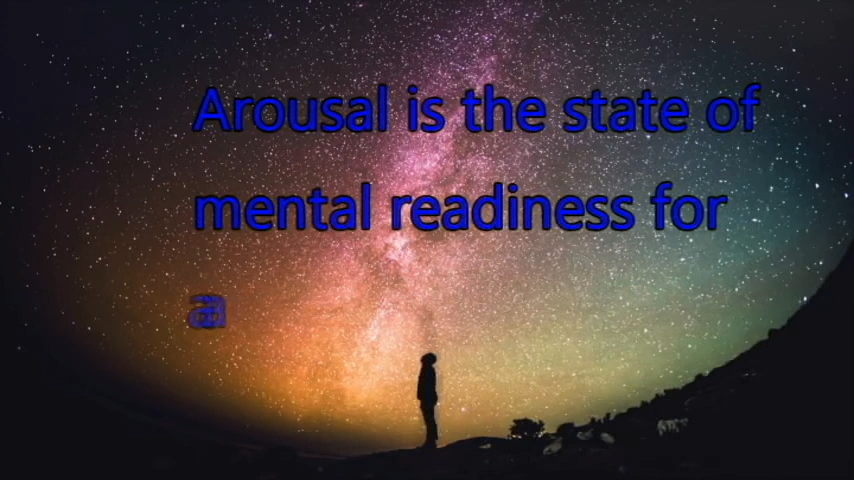 Arousal is the state of
mental readiness for